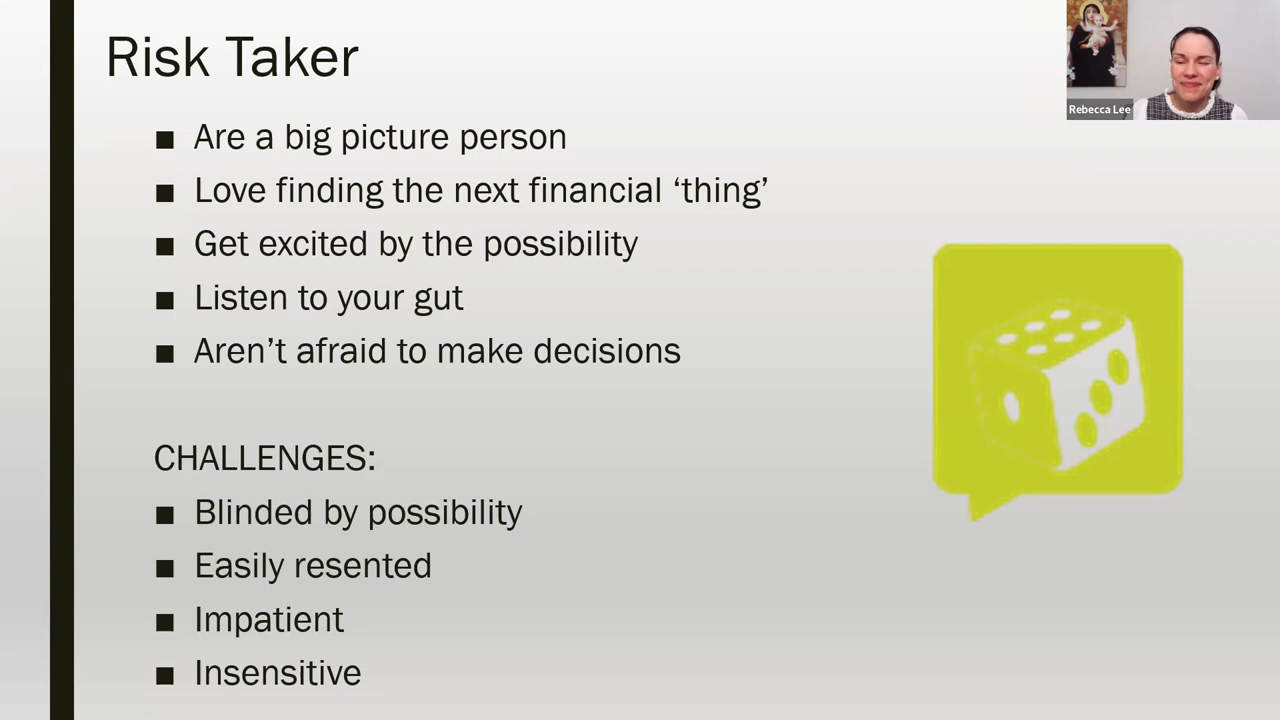 Risk Taker
Rebecca Lee
■ Are a big picture person
■ Love finding the next financial ‘thing’
■ Get excited by the possibility
■ Listen to your gut
■ Aren’t afraid to make decisions
CHALLENGES:
■ Blinded by possibility
■ Easily resented
■ Impatient
■ Insensitive